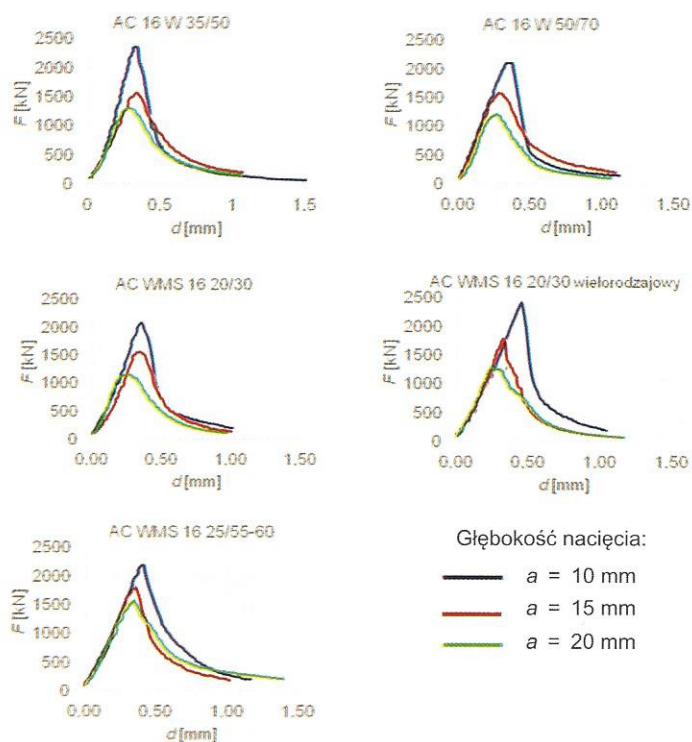 AC 16 W 35/50
2500
2000
1500
1000
500
0
F [kN]
0 0.5 1 1.5
d [mm]
AC 16 W 50/70
2500
2000
1500
1000
500
0
F [kN]
0.00 0.50 1.00 1.50
d [mm]
AC WMS 16 20/30
2500
2000
1500
1000
500
0
F [kN]
0.00 0.50 1.00 1.50
d [mm]
AC WMS 16 20/30 wielorodzajowy
2500
2000
1500
1000
500
0
F [kN]
0.00 0.50 1.00 1.50
d [mm]
AC WMS 16 25/55-60
2500
2000
1500
1000
500
0
F [kN]
0.00 0.50 1.00 1.50
d [mm]
Głębokość nacięcia:
a = 10 mm
a = 15 mm
a = 20 mm